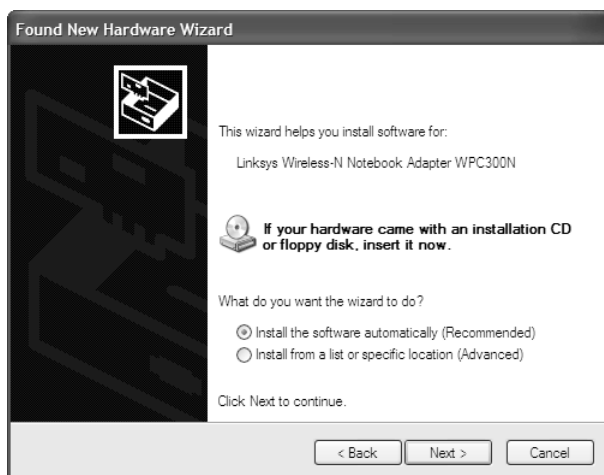 Found New Hardware Wizard
This wizard helps you install software for:
Linksys Wireless-N Notebook Adapter WPC300N
If your hardware came with an installation CD
or floppy disk, insert it now.
What do you want the wizard to do?
Install the software automatically (Recommended)
Install from a list or specific location (Advanced)
Click Next to continue.
< Back Next > Cancel